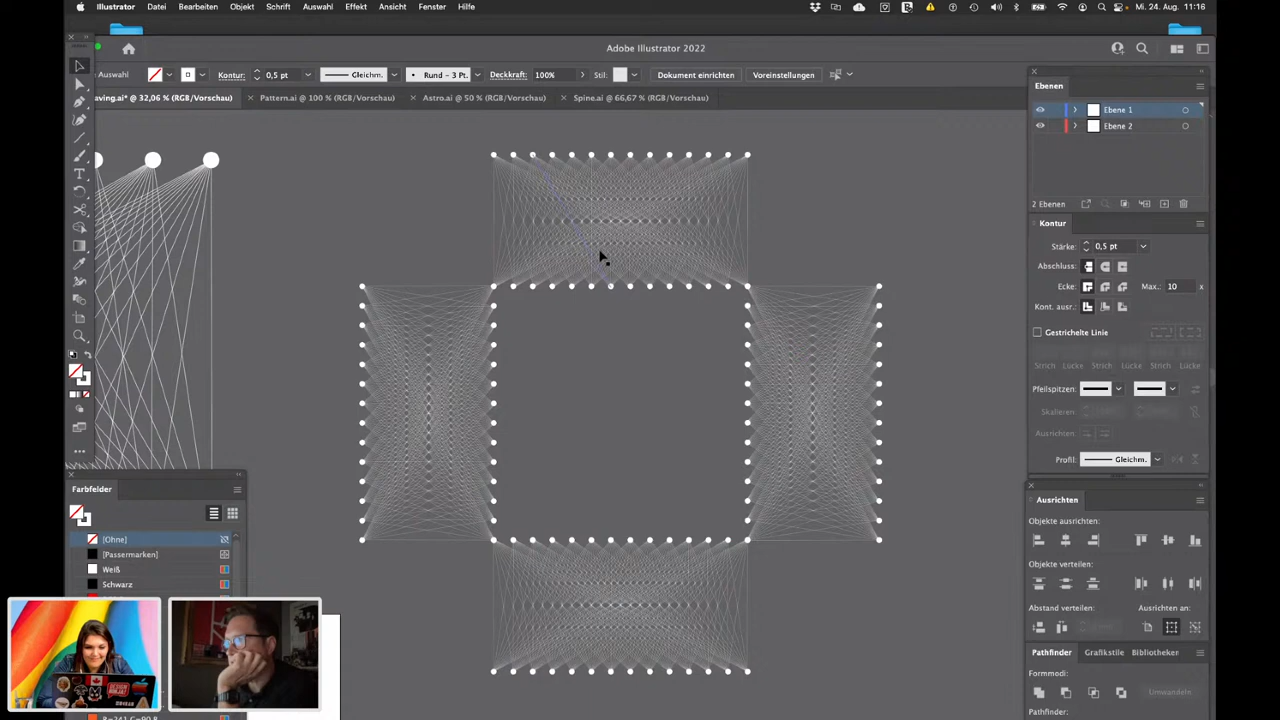 Illustrator Datei Bearbeiten Objekt Schrift Auswahl Effekt Ansicht Fenster Hilfe Mi. 24. Aug. 11:16
Adobe Illustrator 2022
Auswahl Kontur: 0,5 pt Gleichm. Rund – 3 Pt. Deckkraft: 100% Stil: Dokument einrichten Voreinstellungen
aving.ai* @ 32,06 % (RGB/Vorschau) Pattern.ai @ 100 % (RGB/Vorschau) Astro.ai @ 50 % (RGB/Vorschau) Spine.ai @ 66,67 % (RGB/Vorschau)
Ebenen
Ebene 1
Ebene 2
2 Ebenen
Kontur
Stärke: 0,5 pt
Abschluss:
Ecke: Max.: 10 x
Kont. ausr.:
Gestrichelte Linie
Strich Lücke Strich Lücke Strich Lücke
Pfeilspitzen:
Skalieren:
Ausrichten:
Profil: Gleichm.
Ausrichten
Objekte ausrichten:
Objekte verteilen:
Abstand verteilen: Ausrichten an:
Pathfinder Grafikstile Bibliotheken
Formmodi:
Umwandeln
Pathfinder:
Farbfelder
[Ohne]
[Passermarken]
Weiß
Schwarz